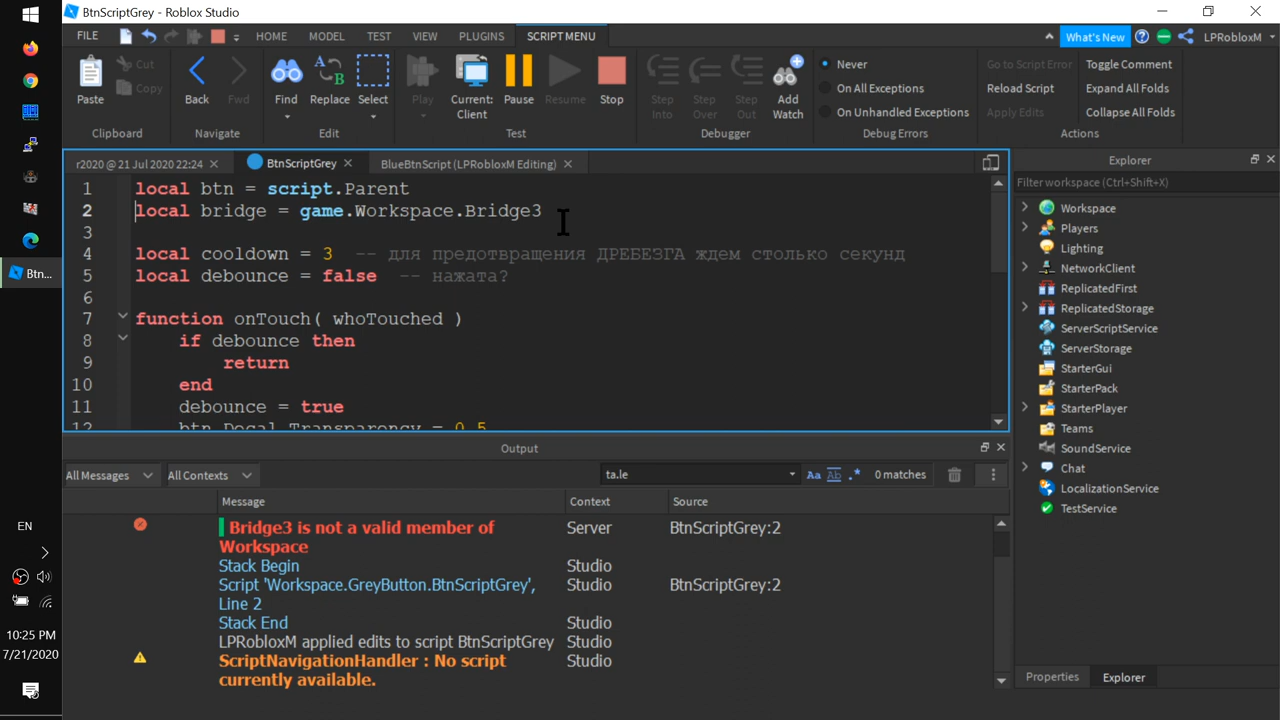 BtnScriptGrey - Roblox Studio
FILE HOME MODEL TEST VIEW PLUGINS SCRIPT MENU What's New LPRobloxM
Paste Cut Copy
Back Fwd
Find Replace Select
Play Current: Client Pause Resume Stop
Step Into Step Over Step Out Add Watch
Never
On All Exceptions
On Unhandled Exceptions
Go to Script Error
Reload Script
Apply Edits
Toggle Comment
Expand All Folds
Collapse All Folds
Clipboard Navigate Edit Test Debugger Debug Errors Actions
r2020 @ 21 Jul 2020 22:24 BtnScriptGrey BlueBtnScript (LPRobloxM Editing)
1 local btn = script.Parent
2 local bridge = game.Workspace.Bridge3
3
4 local cooldown = 3 -- для предотвращения ДРЕБЕЗГА ждем столько секунд
5 local debounce = false -- нажата?
6
7 function onTouch( whoTouched )
8 if debounce then
9 return
10 end
11 debounce = true
12 btn.Decal.Transparency = 0.5
Explorer
Filter workspace (Ctrl+Shift+X)
Workspace
Players
Lighting
NetworkClient
ReplicatedFirst
ReplicatedStorage
ServerScriptService
ServerStorage
StarterGui
StarterPack
StarterPlayer
Teams
SoundService
Chat
LocalizationService
TestService
Properties Explorer
Output
All Messages All Contexts ta.le Aa Ab .* 0 matches
Message Context Source
Bridge3 is not a valid member of Server BtnScriptGrey:2
Workspace
Stack Begin Studio
Script 'Workspace.GreyButton.BtnScriptGrey', Studio BtnScriptGrey:2
Line 2
Stack End Studio
LPRobloxM applied edits to script BtnScriptGrey Studio
ScriptNavigationHandler : No script Studio
currently available.
Btn...
EN
10:25 PM
7/21/2020